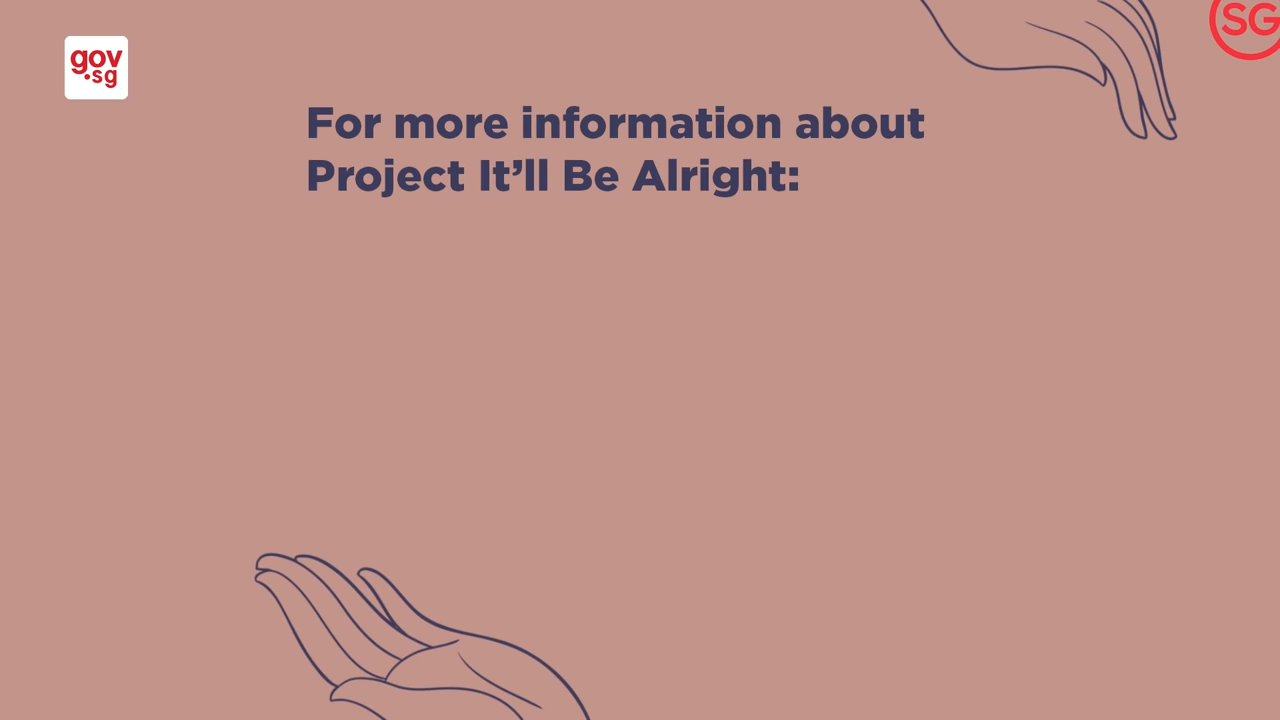 gov
.sg
SG
For more information about
Project It’ll Be Alright: